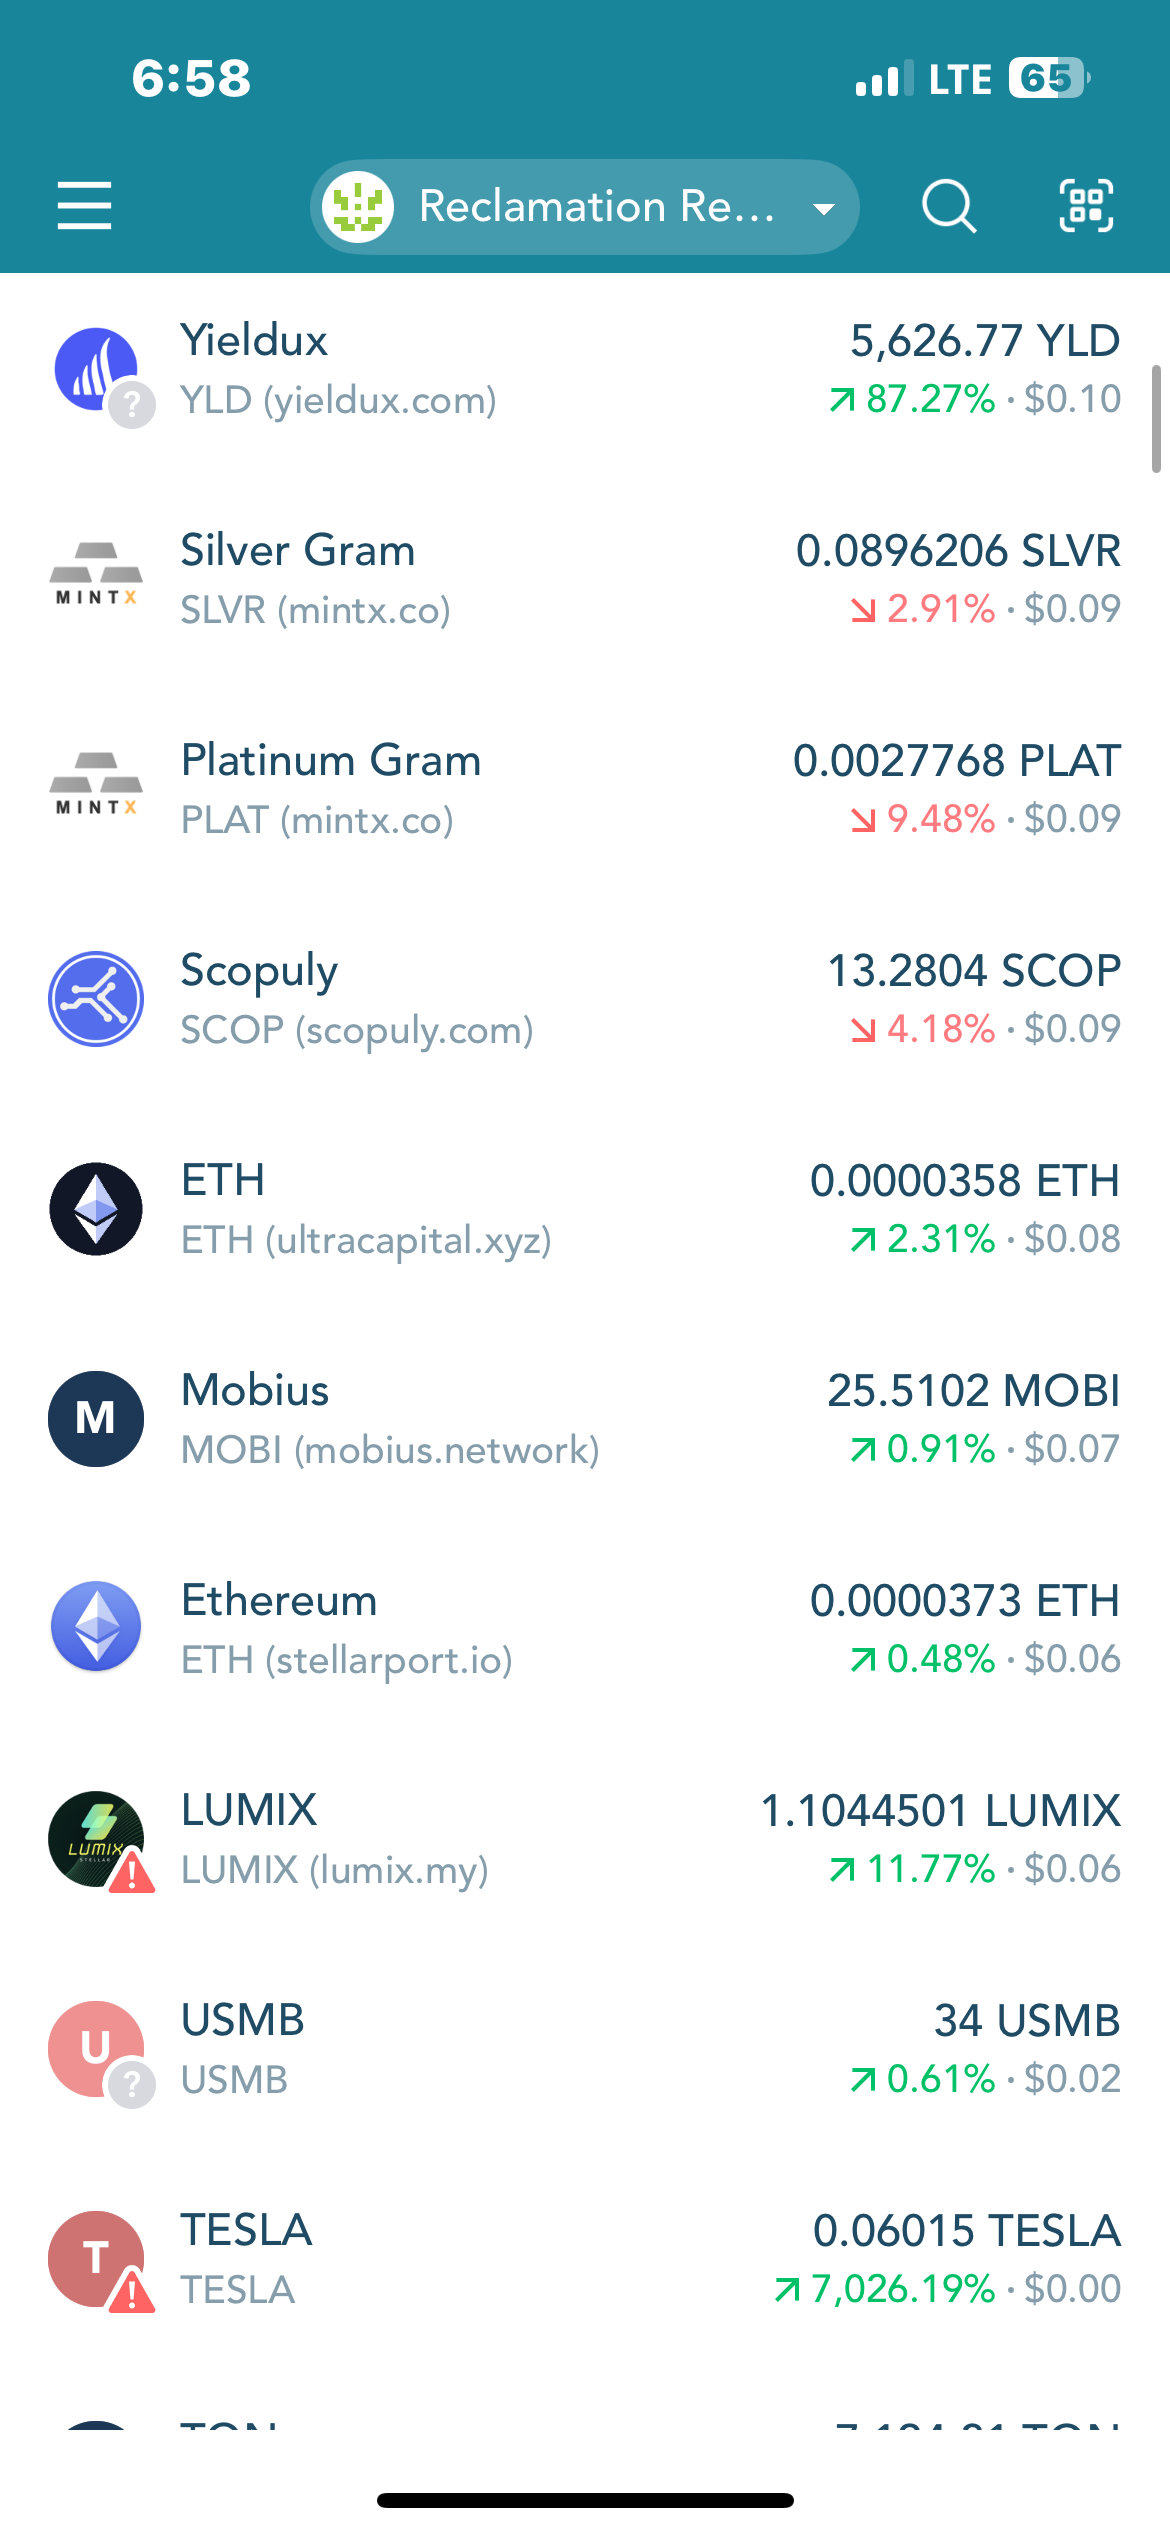 6:58
LTE 65
Reclamation Re...
Yieldux
5,626.77 YLD
YLD (yieldux.com)
87.27% · $0.10
?
Silver Gram
0.0896206 SLVR
MINTX
SLVR (mintx.co)
2.91% · $0.09
Platinum Gram
0.0027768 PLAT
MINTX
PLAT (mintx.co)
9.48% · $0.09
Scopuly
13.2804 SCOP
SCOP (scopuly.com)
4.18% · $0.09
ETH
0.0000358 ETH
ETH (ultracapital.xyz)
2.31% · $0.08
M
Mobius
25.5102 MOBI
MOBI (mobius.network)
0.91% · $0.07
Ethereum
0.0000373 ETH
ETH (stellarport.io)
0.48% · $0.06
LUMIX
1.1044501 LUMIX
LUMIX
STELLAR
!
LUMIX (lumix.my)
11.77% · $0.06
USMB
34 USMB
U
?
USMB
0.61% · $0.02
TESLA
0.06015 TESLA
T
!
TESLA
7,026.19% · $0.00